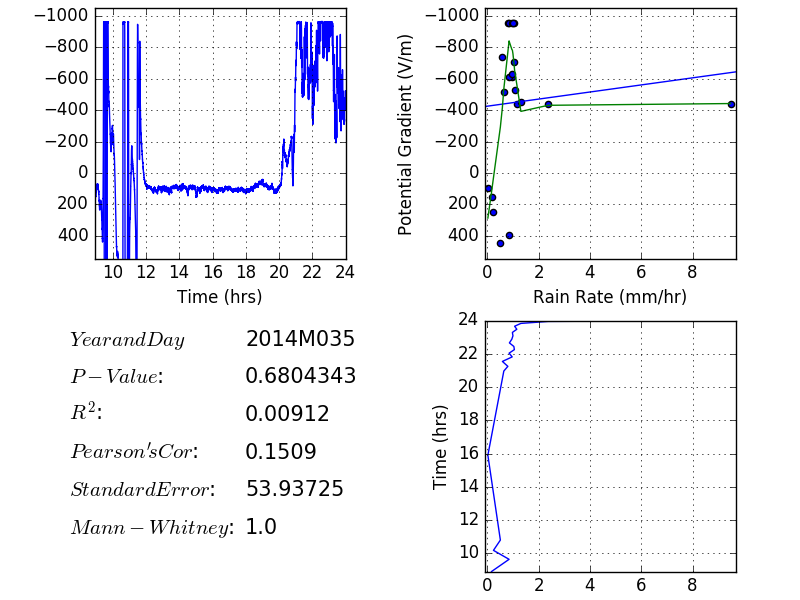 −1000
−800
−600
−400
−200
0
200
400
10 12 14 16 18 20 22 24
Time (hrs)
Potential Gradient (V/m)
−1000
−800
−600
−400
−200
0
200
400
0 2 4 6 8
Rain Rate (mm/hr)
YearandDay 2014M035
P−Value: 0.6804343
R²: 0.00912
Pearson'sCor: 0.1509
StandardError: 53.93725
Mann−Whitney: 1.0
Time (hrs)
24
22
20
18
16
14
12
10
0 2 4 6 8